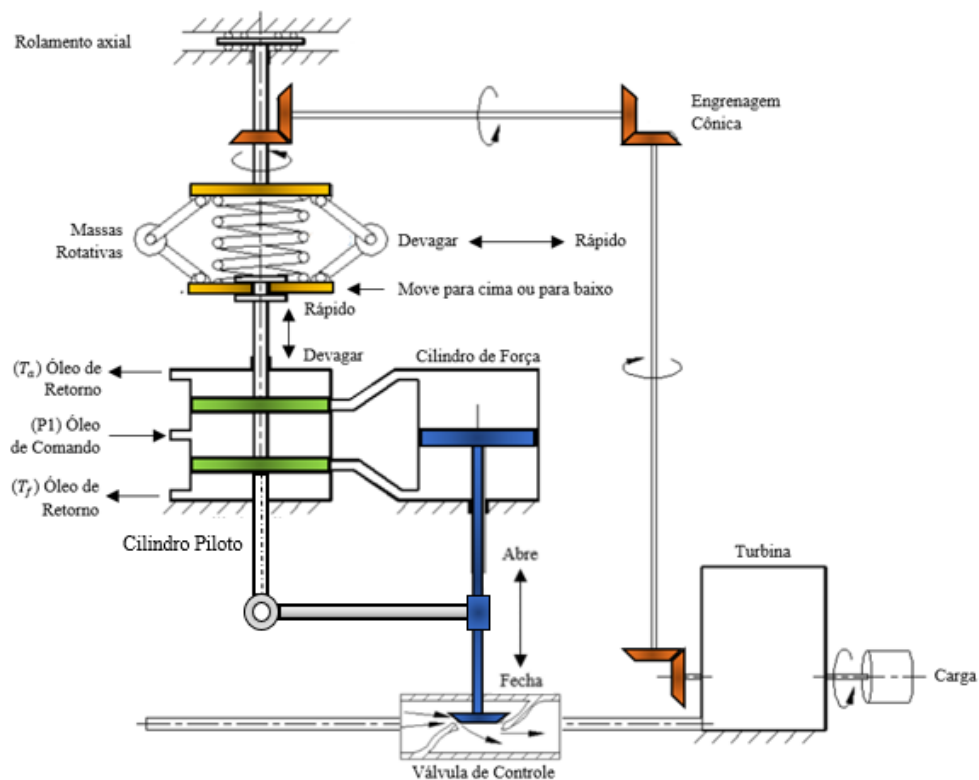 Rolamento axial
Engrenagem
Cônica
Massas
Rotativas
Devagar
Rápido
Move para cima ou para baixo
Rápido
Devagar
Cilindro de Força
(Tₐ) Óleo de
Retorno
(P1) Óleo
de Comando
(T_f) Óleo de
Retorno
Cilindro Piloto
Abre
Fecha
Turbina
Carga
Válvula de Controle